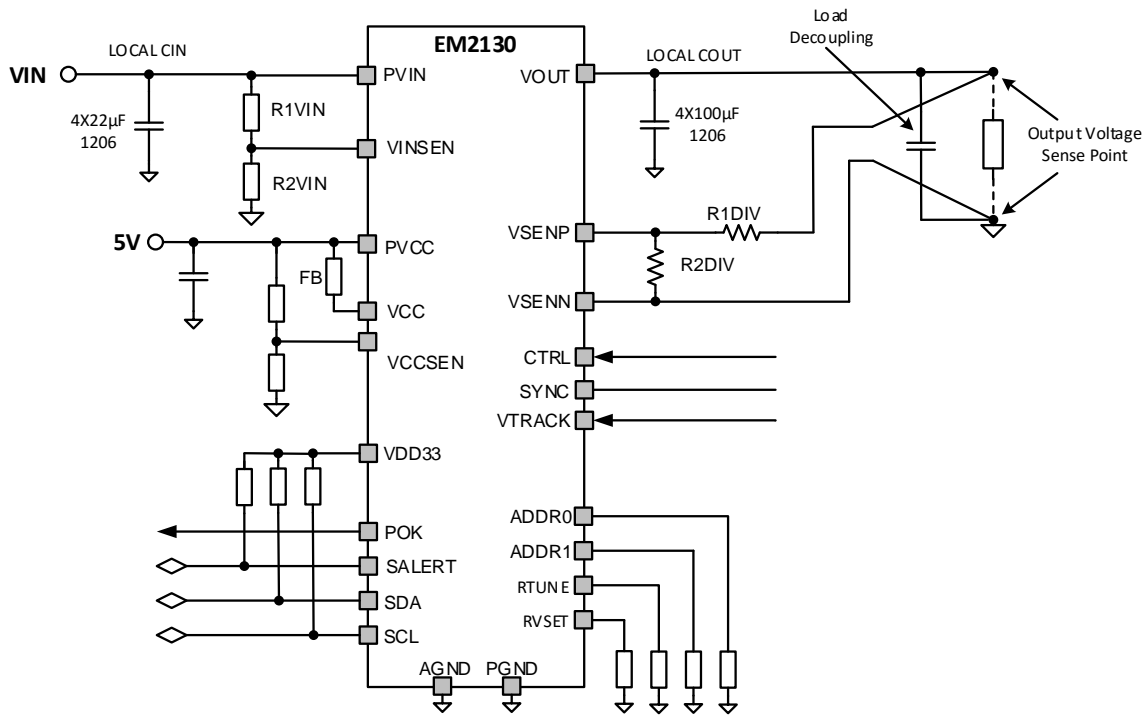 EM2130
LOCAL CIN
VIN
PVIN
R1VIN
4X22µF
1206
VINSEN
R2VIN
5V
PVCC
FB
VCC
VCCSEN
VDD33
POK
SALERT
SDA
SCL
AGND
PGND
Load
Decoupling
LOCAL COUT
VOUT
4X100µF
1206
Output Voltage
Sense Point
R1DIV
VSENP
R2DIV
VSENN
CTRL
SYNC
VTRACK
ADDR0
ADDR1
RTUNE
RVSET